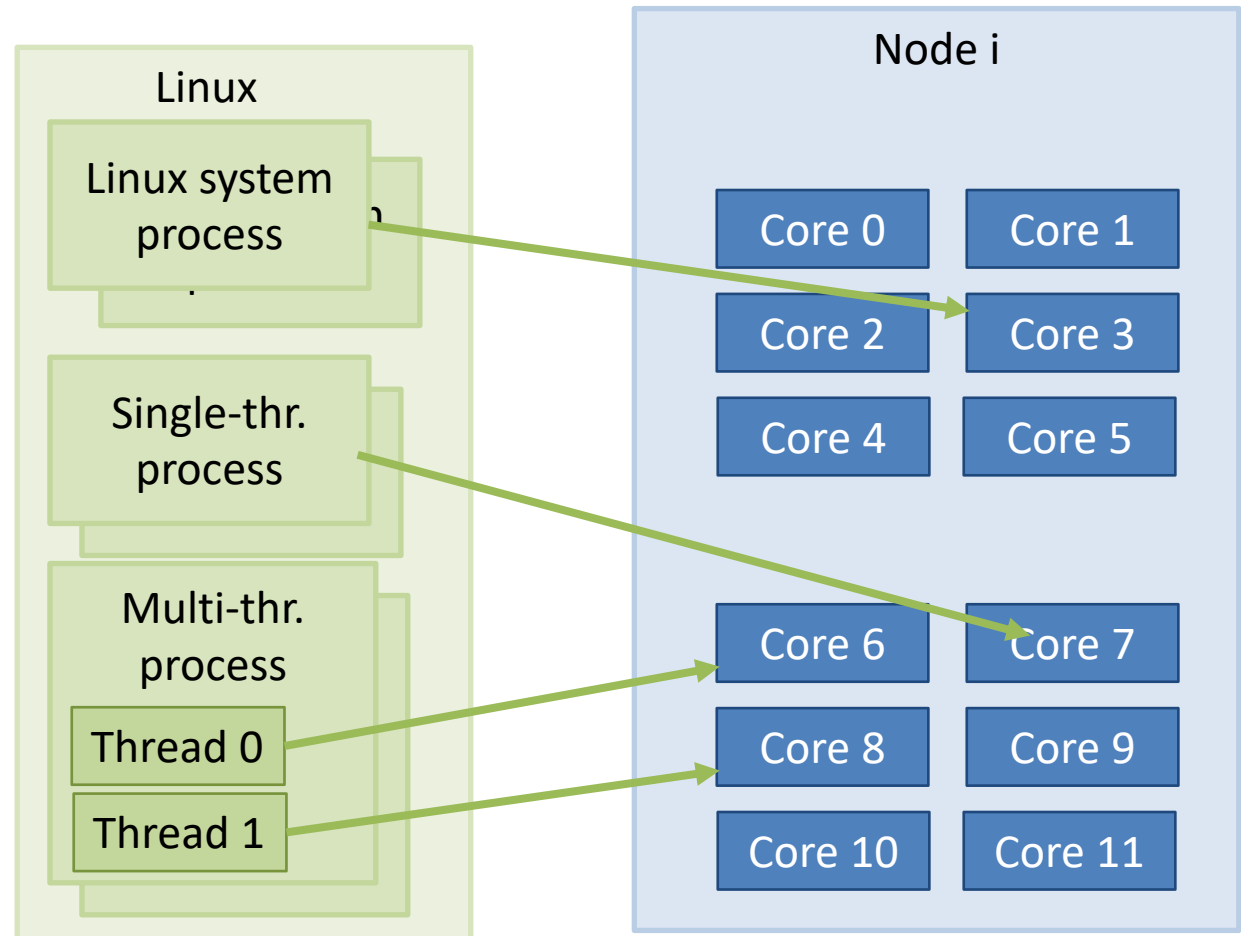 Linux
Linux system
process
Single-thr.
process
Multi-thr.
process
Thread 0
Thread 1
Node i
Core 0
Core 1
Core 2
Core 3
Core 4
Core 5
Core 6
Core 7
Core 8
Core 9
Core 10
Core 11